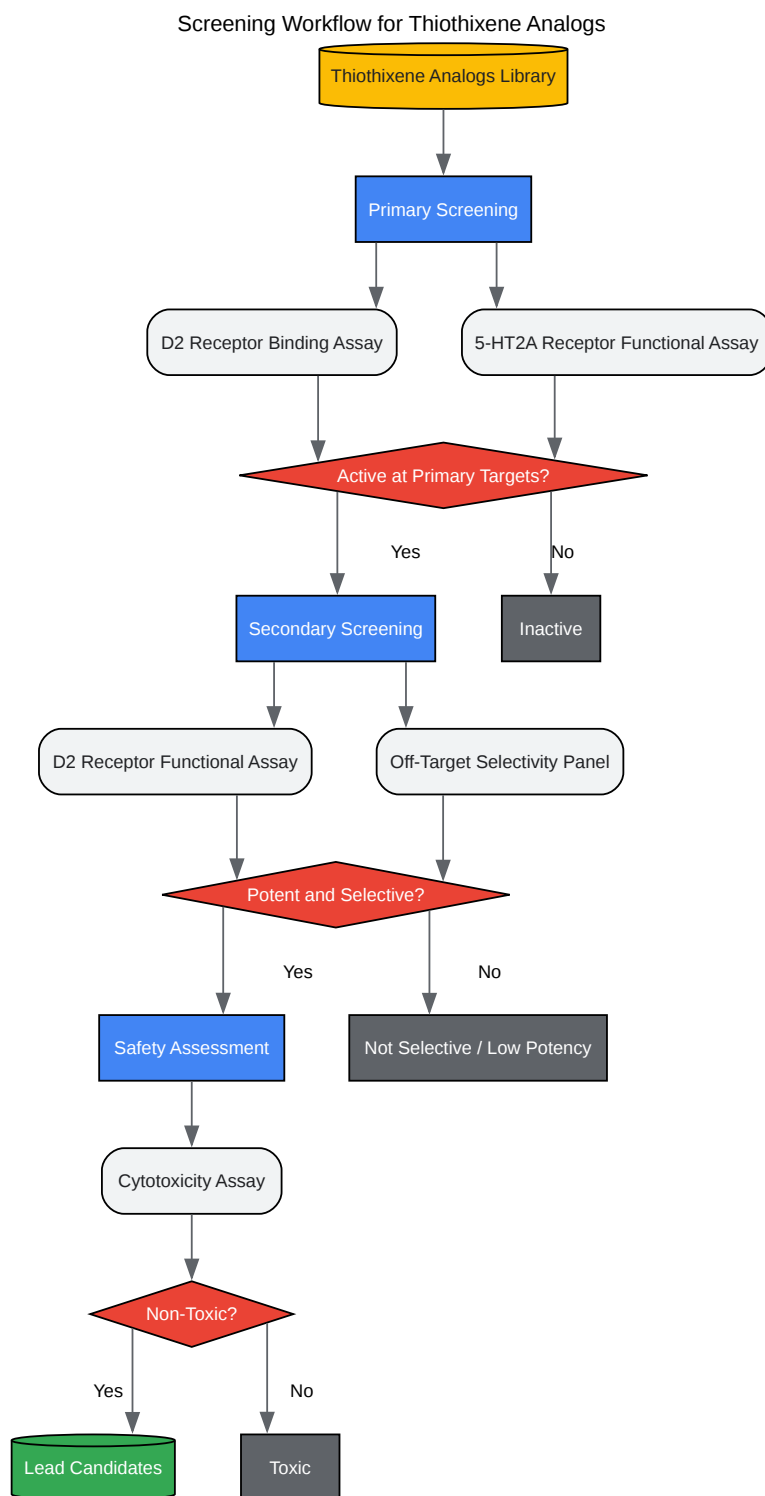 Screening Workflow for Thiothixene Analogs
Thiothixene Analogs Library
Primary Screening
D2 Receptor Binding Assay
5-HT2A Receptor Functional Assay
Active at Primary Targets?
Yes
No
Secondary Screening
Inactive
D2 Receptor Functional Assay
Off-Target Selectivity Panel
Potent and Selective?
Yes
No
Safety Assessment
Not Selective / Low Potency
Cytotoxicity Assay
Non-Toxic?
Yes
No
Lead Candidates
Toxic